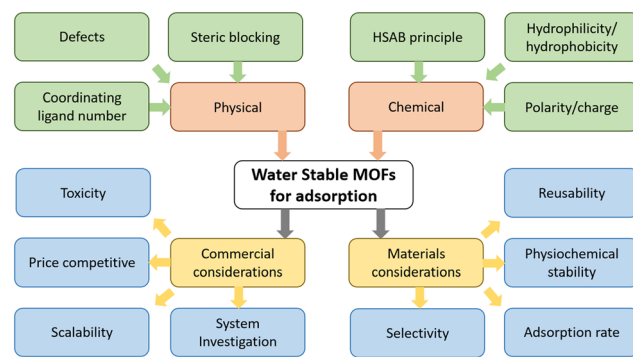 Defects
Steric blocking
HSAB principle
Hydrophilicity/
hydrophobicity
Coordinating
ligand number
Physical
Chemical
Polarity/charge
Water Stable MOFs
for adsorption
Toxicity
Reusability
Price competitive
Commercial
considerations
Materials
considerations
Physiochemical
stability
Scalability
System
Investigation
Selectivity
Adsorption rate